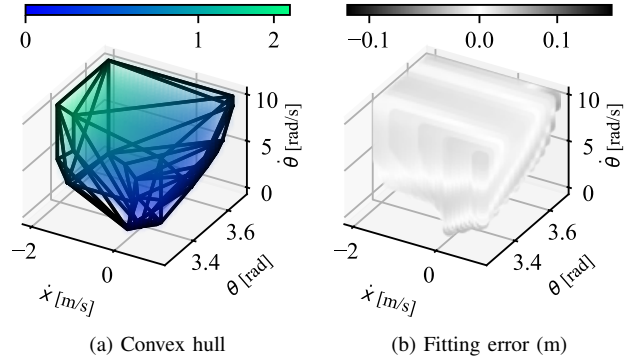 0 1 2
−0.1 0.0 0.1
10
5
0
θ̇ [rad/s]
3.6
3.4
θ [rad]
−2
0
ẋ [m/s]
10
5
0
θ̇ [rad/s]
3.6
3.4
θ [rad]
−2
0
ẋ [m/s]
(a) Convex hull
(b) Fitting error (m)